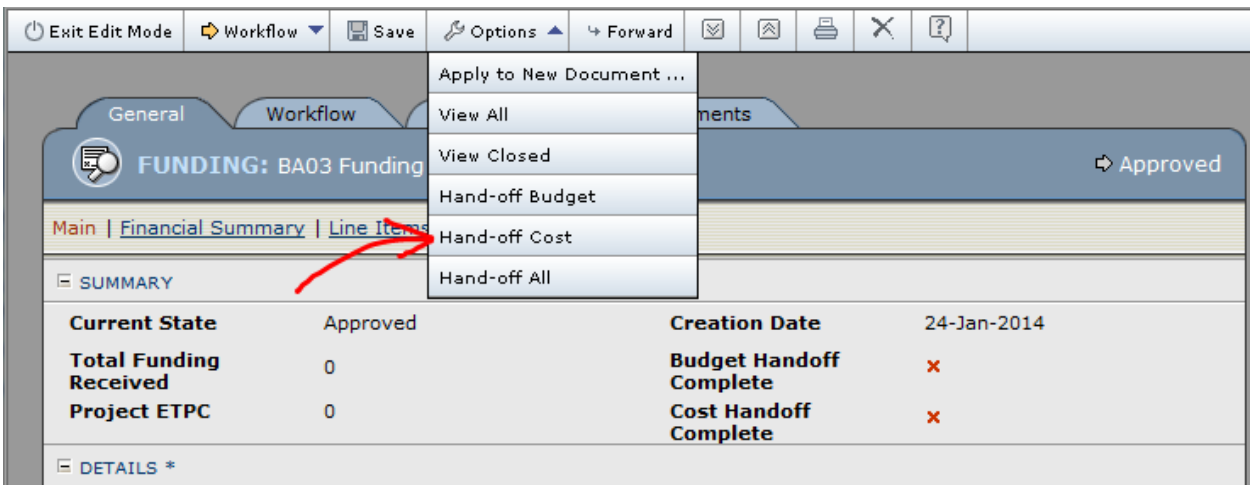 Exit Edit Mode Workflow Save Options Forward
Apply to New Document ...
View All
View Closed
Hand-off Budget
Hand-off Cost
Hand-off All
General Workflow ments
FUNDING: BA03 Funding Approved
Main | Financial Summary | Line Items
SUMMARY
Current State Approved Creation Date 24-Jan-2014
Total Funding Received 0 Budget Handoff Complete
Project ETPC 0 Cost Handoff Complete
DETAILS *